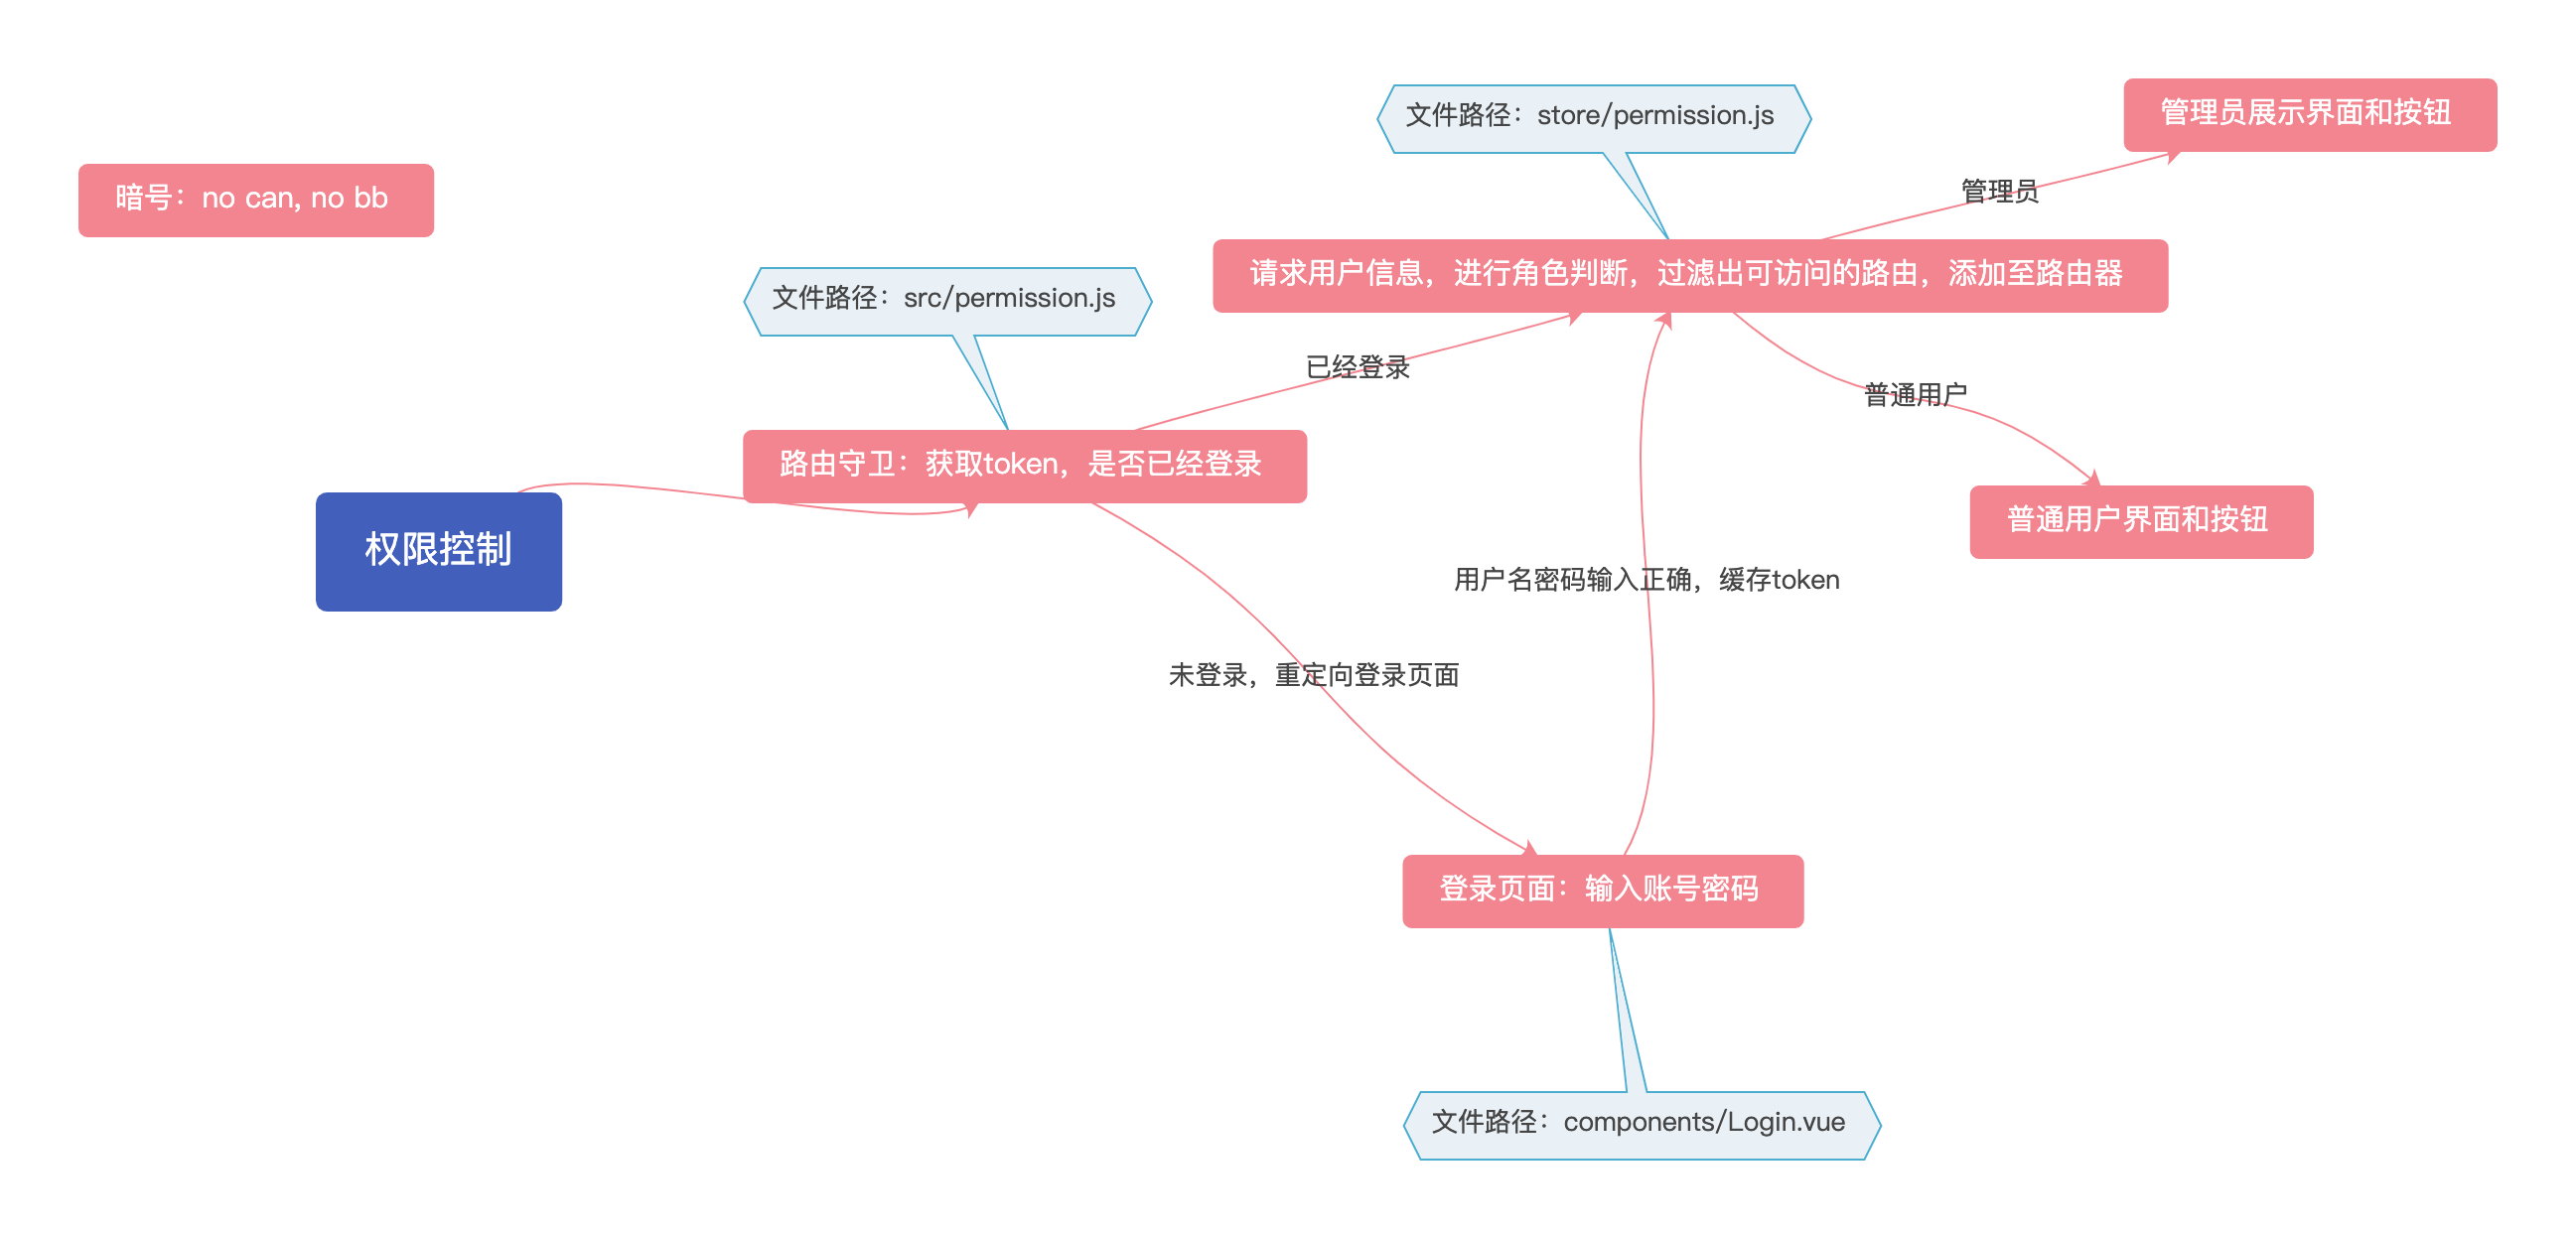 管理员展示界面和按钮
文件路径：store/permission.js
暗号：no can, no bb
管理员
请求用户信息，进行角色判断，过滤出可访问的路由，添加至路由器
文件路径：src/permission.js
已经登录
普通用户
路由守卫：获取token，是否已经登录
权限控制
普通用户界面和按钮
用户名密码输入正确，缓存token
未登录，重定向登录页面
登录页面：输入账号密码
文件路径：components/Login.vue